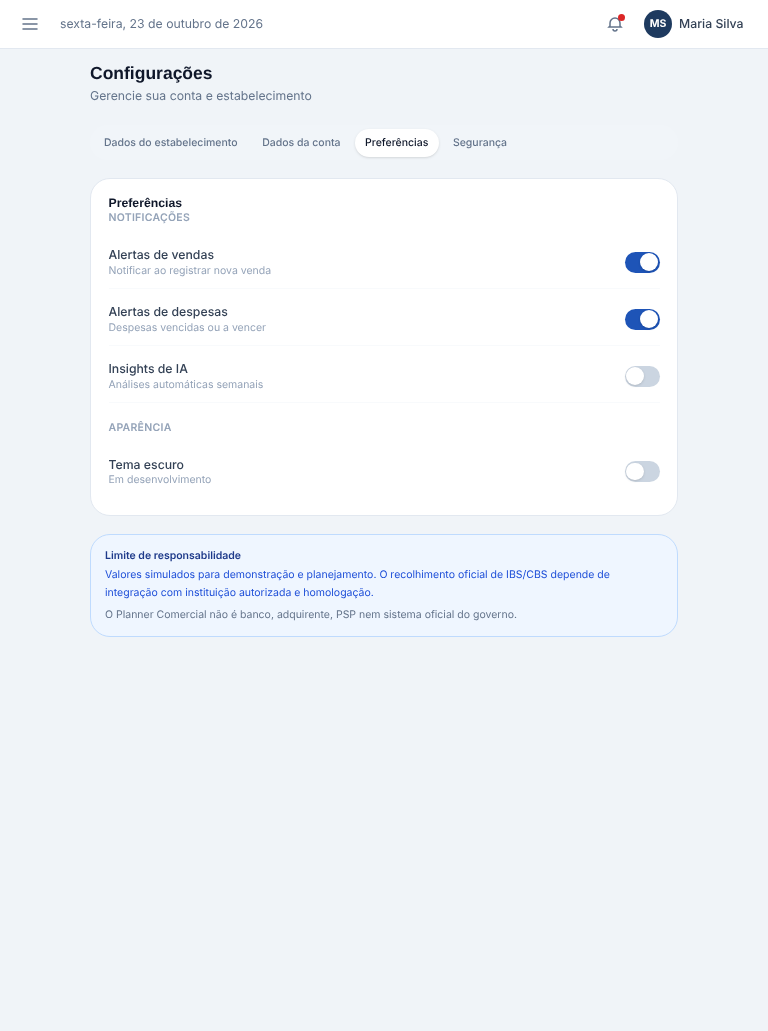 sexta-feira, 23 de outubro de 2026
MS
Maria Silva
Configurações
Gerencie sua conta e estabelecimento
Dados do estabelecimento
Dados da conta
Preferências
Segurança
Preferências
NOTIFICAÇÕES
Alertas de vendas
Notificar ao registrar nova venda
Alertas de despesas
Despesas vencidas ou a vencer
Insights de IA
Análises automáticas semanais
APARÊNCIA
Tema escuro
Em desenvolvimento
Limite de responsabilidade
Valores simulados para demonstração e planejamento. O recolhimento oficial de IBS/CBS depende de
integração com instituição autorizada e homologação.
O Planner Comercial não é banco, adquirente, PSP nem sistema oficial do governo.